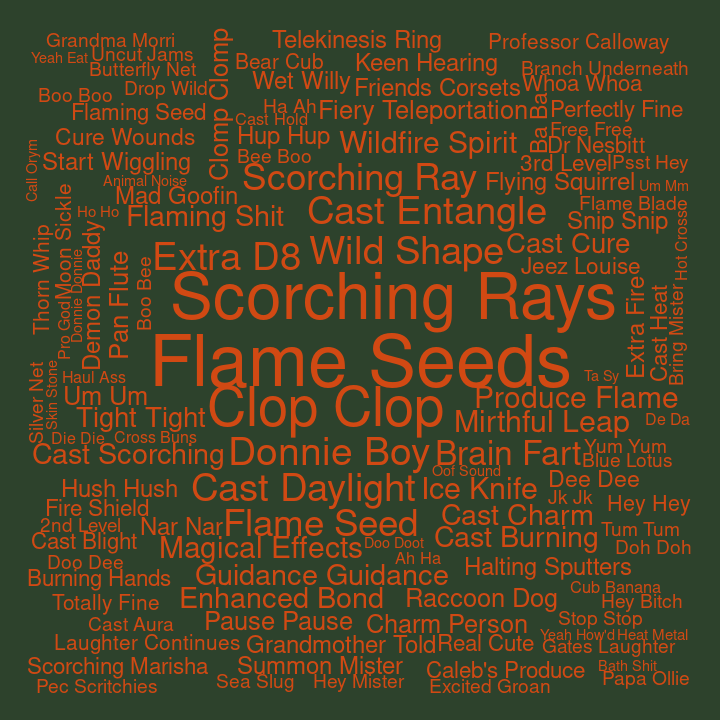 Grandma Morri
Telekinesis Ring
Professor Calloway
Yeah Eat
Uncut Jams
Bear Cub
Keen Hearing
Branch Underneath
Butterfly Net
Clomp Clomp
Wet Willy
Friends Corsets
Whoa Whoa
Boo Boo
Drop Wild
Flaming Seed
Ha Ah
Fiery Teleportation
Ba Ba
Perfectly Fine
Cast Hold
Free Free
Cure Wounds
Hup Hup
Wildfire Spirit
Dr Nesbitt
Call Orym
Start Wiggling
Bee Boo
3rd Level
Psst Hey
Animal Noise
Scorching Ray
Flying Squirrel
Um Mm
Mad Goofin
Flame Blade
Ho Ho
Flaming Shit
Cast Entangle
Snip Snip
Hot Cross
Thorn Whip
Moon Sickle
Pro God
Donnie Donnie
Demon Daddy
Pan Flute
Boo Bee
Extra D8
Wild Shape
Cast Cure
Jeez Louise
Scorching Rays
Extra Fire
Cast Heat
Bring Mister
Flame Seeds
Silver Net
Skin Stone
Haul Ass
Ta Sy
Um Um
Clop Clop
Produce Flame
Tight Tight
Mirthful Leap
De Da
Die Die
Cross Buns
Cast Scorching
Donnie Boy
Brain Fart
Yum Yum
Blue Lotus
Oof Sound
Hush Hush
Cast Daylight
Ice Knife
Dee Dee
Jk Jk
Hey Hey
Fire Shield
2nd Level
Nar Nar
Flame Seed
Cast Charm
Tum Tum
Cast Blight
Magical Effects
Doo Doot
Cast Burning
Doh Doh
Doo Dee
Ah Ha
Burning Hands
Guidance Guidance
Halting Sputters
Cub Banana
Totally Fine
Enhanced Bond
Raccoon Dog
Hey Bitch
Cast Aura
Pause Pause
Charm Person
Stop Stop
Laughter Continues
Grandmother Told
Real Cute
Yeah How'd
Heat Metal
Gates Laughter
Scorching Marisha
Summon Mister
Caleb's Produce
Bath Shit
Papa Ollie
Pec Scritchies
Sea Slug
Hey Mister
Excited Groan